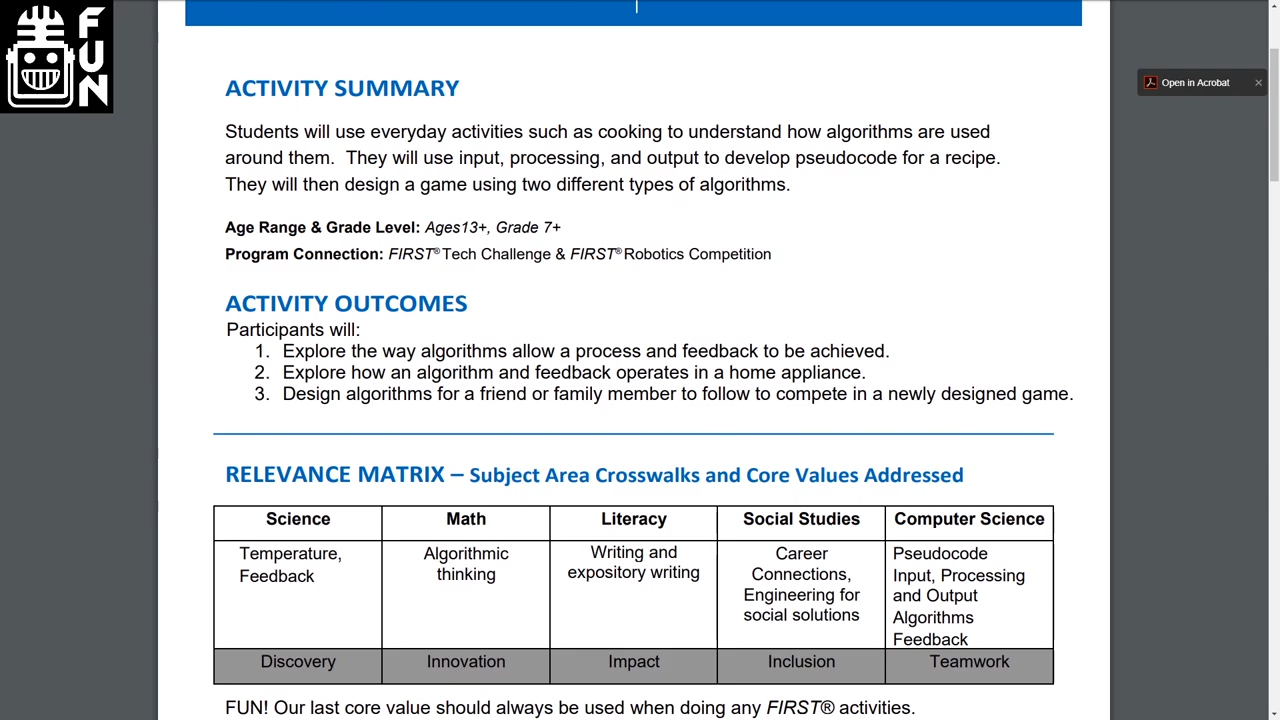 FUN
Open in Acrobat
ACTIVITY SUMMARY
Students will use everyday activities such as cooking to understand how algorithms are used
around them. They will use input, processing, and output to develop pseudocode for a recipe.
They will then design a game using two different types of algorithms.
Age Range & Grade Level: Ages13+, Grade 7+
Program Connection: FIRST® Tech Challenge & FIRST® Robotics Competition
ACTIVITY OUTCOMES
Participants will:
1. Explore the way algorithms allow a process and feedback to be achieved.
2. Explore how an algorithm and feedback operates in a home appliance.
3. Design algorithms for a friend or family member to follow to compete in a newly designed game.
RELEVANCE MATRIX – Subject Area Crosswalks and Core Values Addressed
Science Math Literacy Social Studies Computer Science
Temperature,
Feedback
Algorithmic
thinking
Writing and
expository writing
Career
Connections,
Engineering for
social solutions
Pseudocode
Input, Processing
and Output
Algorithms
Feedback
Discovery Innovation Impact Inclusion Teamwork
FUN! Our last core value should always be used when doing any FIRST® activities.